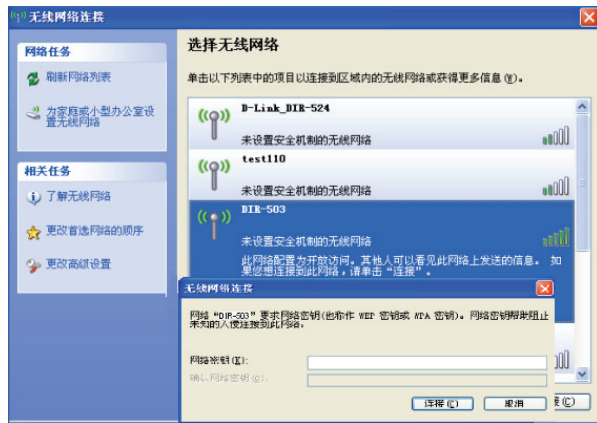 无线网络连接
网络任务
刷新网络列表
为家庭或小型办公室设
置无线网络
相关任务
了解无线网络
更改首选网络的顺序
更改高级设置
选择无线网络
单击以下列表中的项目以连接到区域内的无线网络或获得更多信息(W)。
D-Link_DIR-524
未设置安全机制的无线网络
test110
未设置安全机制的无线网络
DIR-503
未设置安全机制的无线网络
此网络配置为开放访问。其他人可以看见此网络上发送的信息。 如
果您想连接到此网络，请单击“连接”。
无线网络连接
网络“DIR-503”要求网络密钥(也称作 WEP 密钥或 WPA 密钥)。网络密钥帮助阻止
未知的入侵连接到此网络。
网络密钥(K):
确认网络密钥(O):
连接(C)
取消
(C)